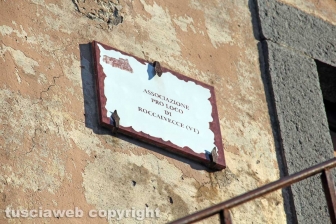 ASSOCIAZIONE
PRO LOCO
DI
ROCCALVECCE (VT)
tusciaweb copyright